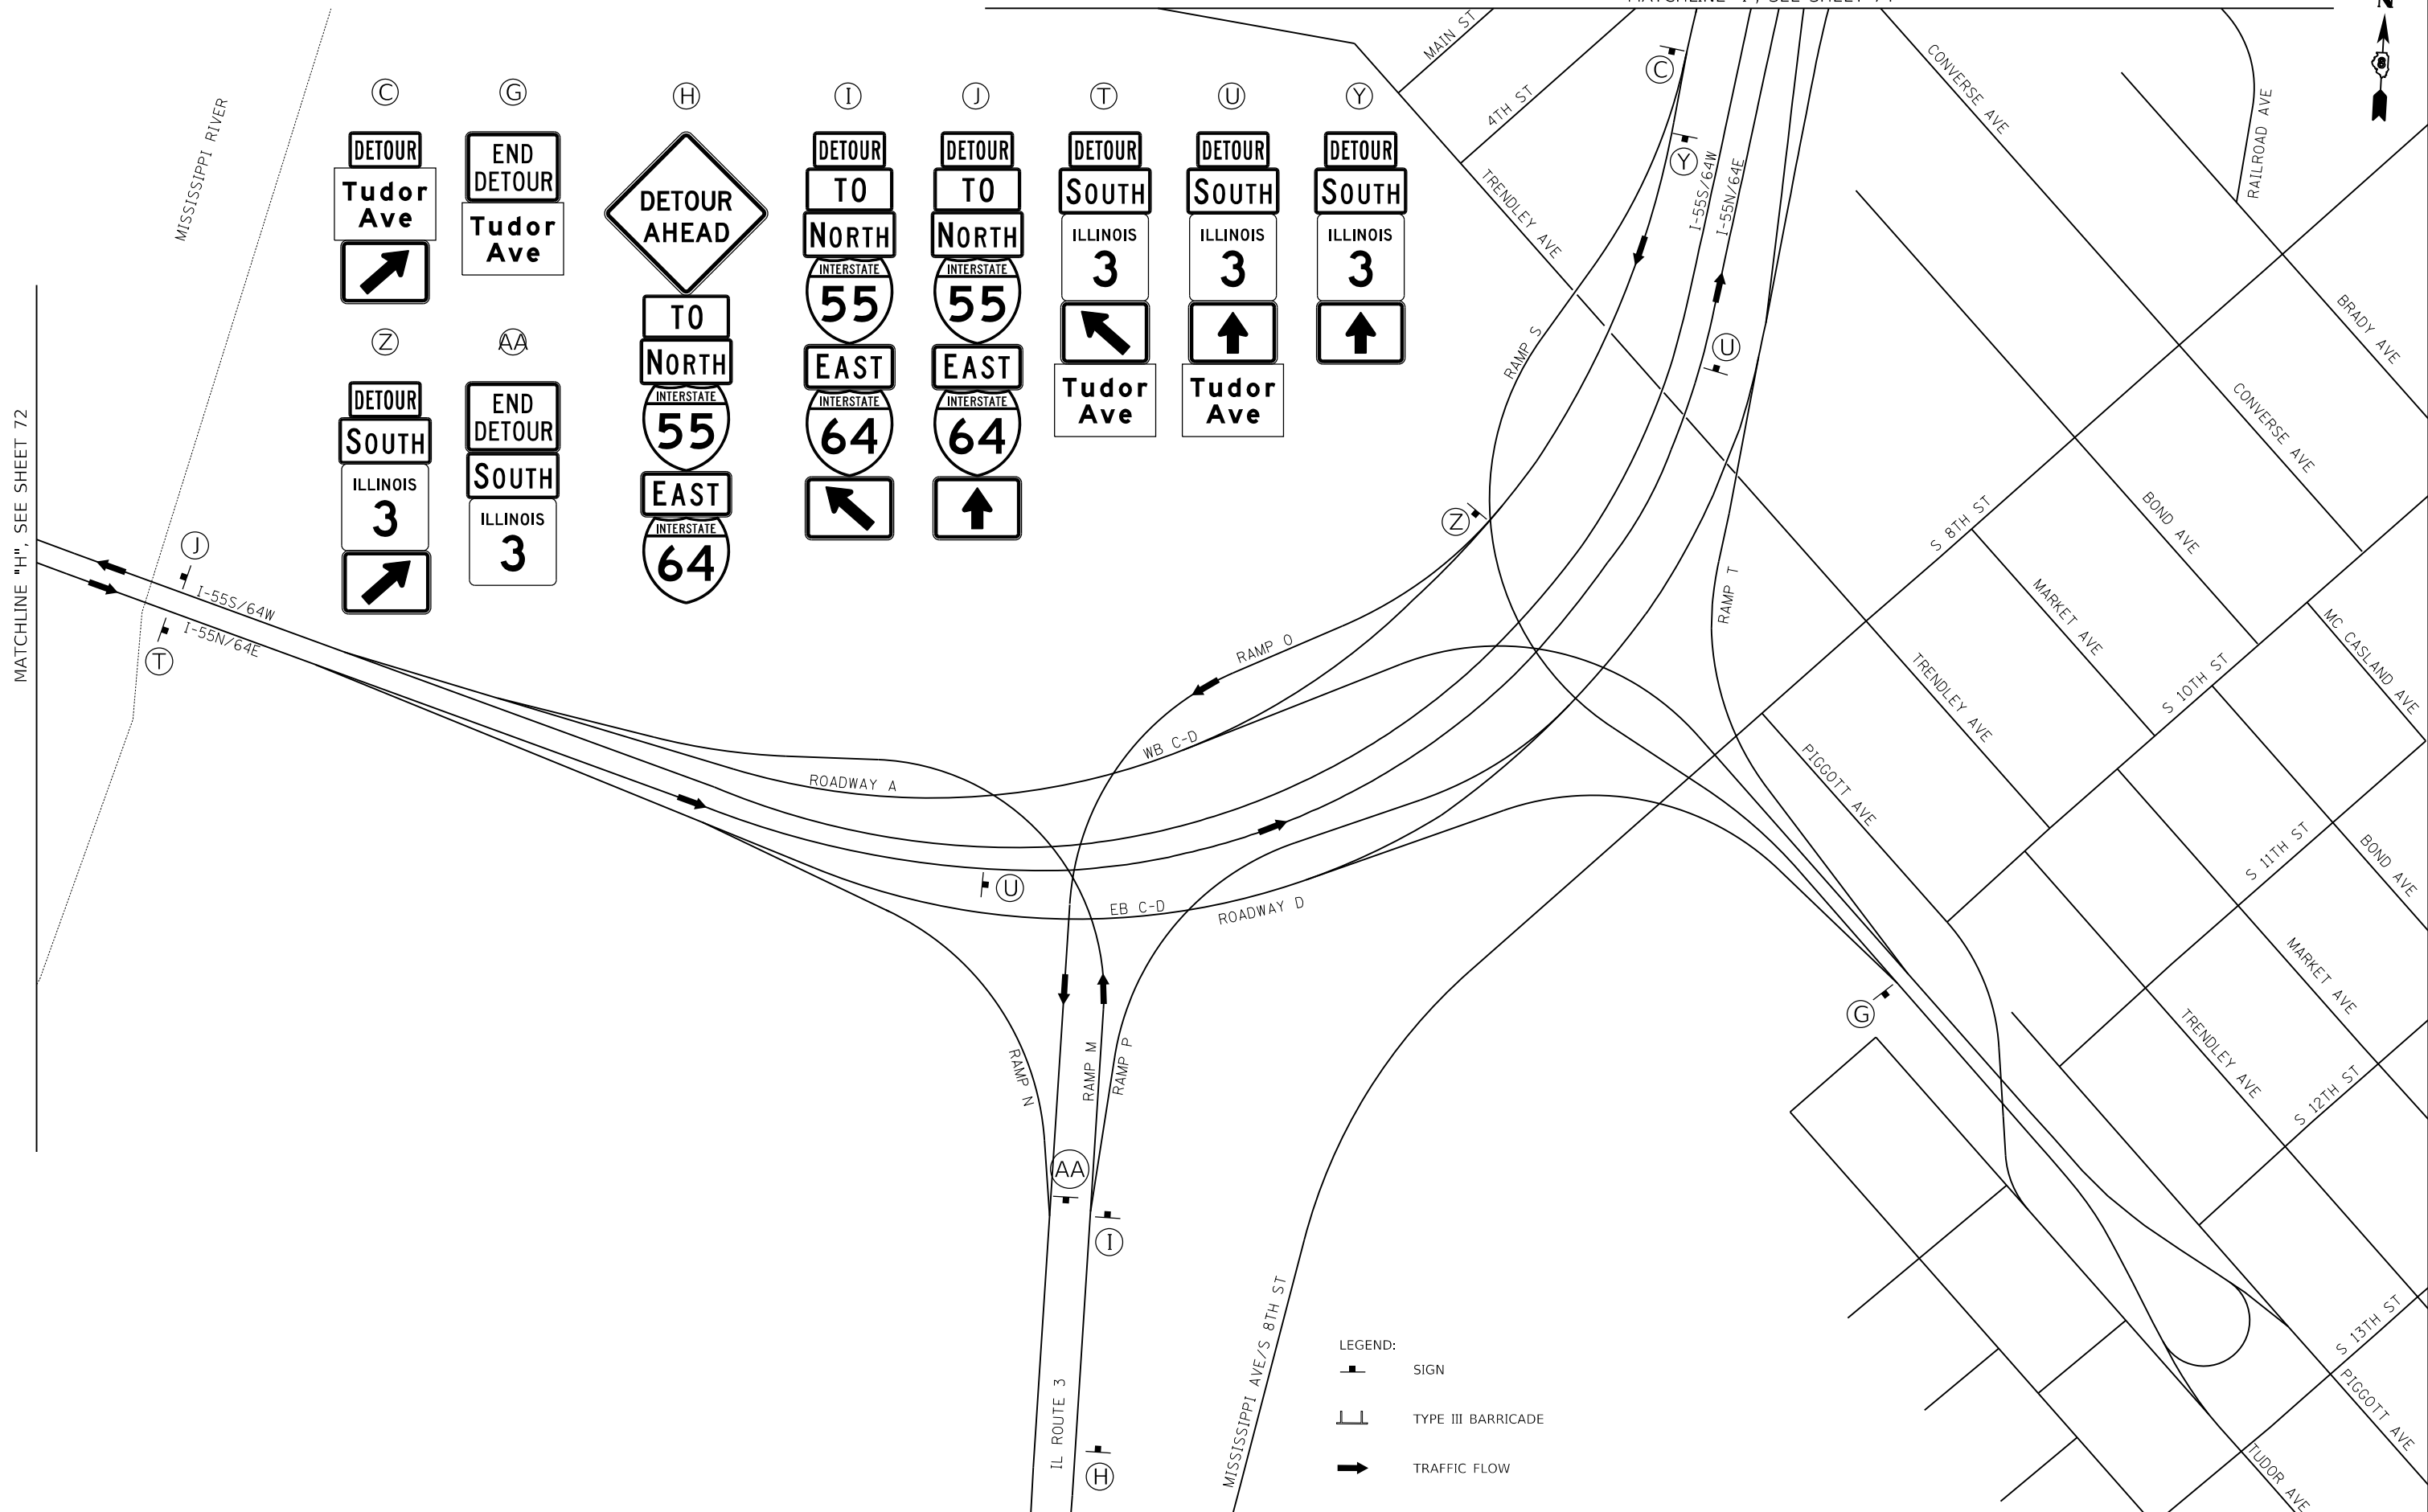 MATCHLINE "I", SEE SHEET 74
N
8
MISSISSIPPI RIVER
MATCHLINE "H", SEE SHEET 72
C
DETOUR
Tudor
Ave
G
END
DETOUR
Tudor
Ave
H
DETOUR
AHEAD
TO
NORTH
INTERSTATE
55
EAST
INTERSTATE
64
I
DETOUR
TO
NORTH
INTERSTATE
55
EAST
INTERSTATE
64
J
DETOUR
TO
NORTH
INTERSTATE
55
EAST
INTERSTATE
64
T
DETOUR
SOUTH
ILLINOIS
3
Tudor
Ave
U
DETOUR
SOUTH
ILLINOIS
3
Tudor
Ave
Y
DETOUR
SOUTH
ILLINOIS
3
Z
DETOUR
SOUTH
ILLINOIS
3
AA
END
DETOUR
SOUTH
ILLINOIS
3
MAIN ST
4TH ST
TRENDLEY AVE
C
Y
I-55S/64W
I-55N/64E
U
RAMP S
Z
RAMP T
CONVERSE AVE
RAILROAD AVE
BRADY AVE
CONVERSE AVE
BOND AVE
S 8TH ST
MARKET AVE
MC CASLAND AVE
S 10TH ST
TRENDLEY AVE
PIGGOTT AVE
S 11TH ST
BOND AVE
MARKET AVE
TRENDLEY AVE
S 12TH ST
S 13TH ST
PIGGOTT AVE
TUDOR AVE
J
I-55S/64W
I-55N/64E
T
RAMP O
WB C-D
ROADWAY A
U
EB C-D
ROADWAY D
G
RAMP N
RAMP M
RAMP P
AA
I
IL ROUTE 3
H
MISSISSIPPI AVE/S 8TH ST
LEGEND:
SIGN
TYPE III BARRICADE
TRAFFIC FLOW